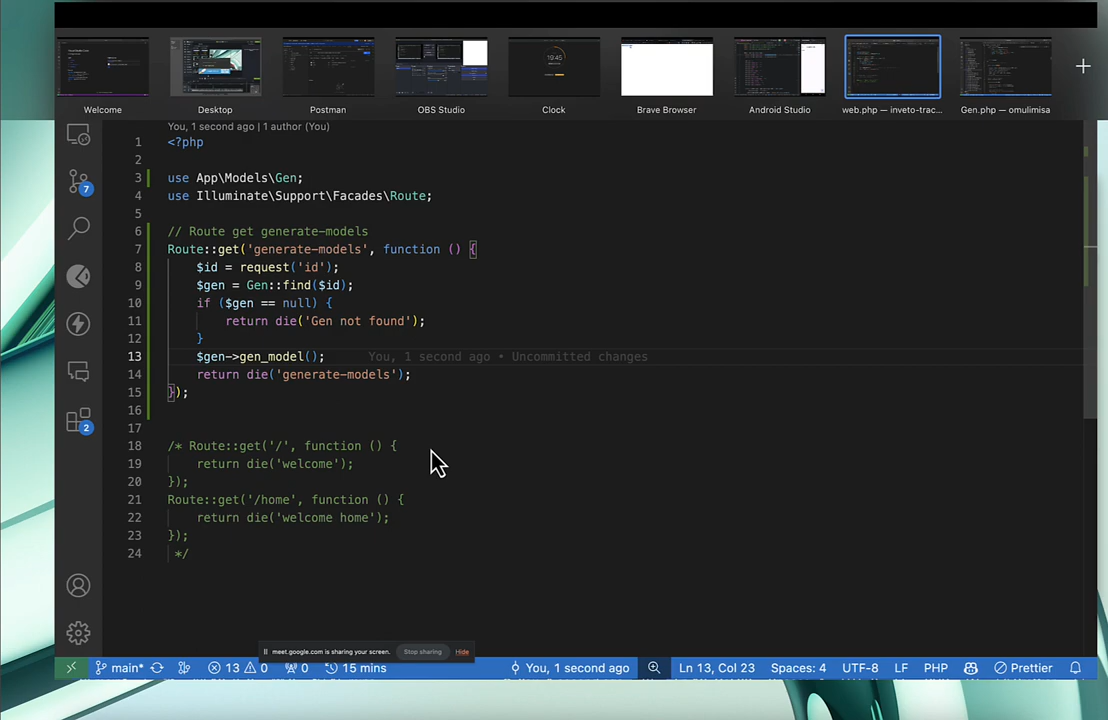 Welcome
Desktop
Postman
OBS Studio
Clock
Brave Browser
Android Studio
web.php — inveto-trac...
Gen.php — omulimisa
19:45
You, 1 second ago | 1 author (You)
1 <?php
2
3 use App\Models\Gen;
4 use Illuminate\Support\Facades\Route;
5
6 // Route get generate-models
7 Route::get('generate-models', function () {
8 $id = request('id');
9 $gen = Gen::find($id);
10 if ($gen == null) {
11 return die('Gen not found');
12 }
13 $gen->gen_model(); You, 1 second ago • Uncommitted changes
14 return die('generate-models');
15 });
16
17
18 /* Route::get('/', function () {
19 return die('welcome');
20 });
21 Route::get('/home', function () {
22 return die('welcome home');
23 });
24 */
7
2
meet.google.com is sharing your screen. Stop sharing Hide
main* 13 0 0 15 mins You, 1 second ago Ln 13, Col 23 Spaces: 4 UTF-8 LF PHP Prettier